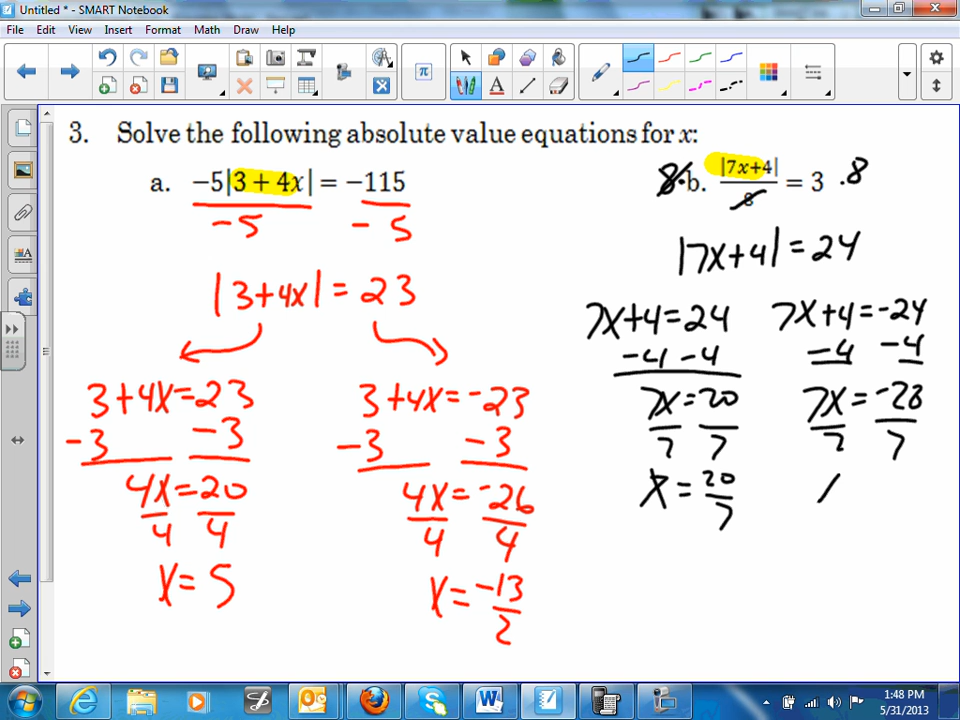 Untitled * - SMART Notebook
File Edit View Insert Format Math Draw Help
π
A
3. Solve the following absolute value equations for x:
a. −5|3 + 4x| = −115
−5 −5
|3+4x| = 23
3+4x=23
−3 −3
4x=20
4 4
x=5
3+4x=-23
−3 −3
4x=-26
4 4
x=-13
2
8·b. |7x+4| = 3 .8
8
|7x+4|=24
7x+4=24
-4 -4
7x=20
7 7
x=20
7
7x+4=-24
-4 -4
7x=-28
7 7
1:48 PM
5/31/2013